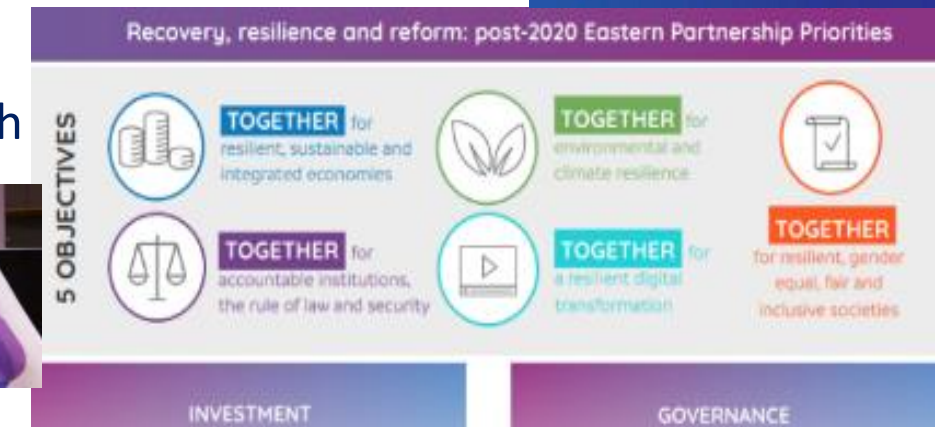 Recovery, resilience and reform: post-2020 Eastern Partnership Priorities
h
5 OBJECTIVES
TOGETHER for
resilient, sustainable and
integrated economies
TOGETHER for
environmental and
climate resilience
TOGETHER for
accountable institutions,
the rule of law and security
TOGETHER for
a resilient digital
transformation
TOGETHER
for resilient, gender
equal, fair and
inclusive societies
INVESTMENT
GOVERNANCE